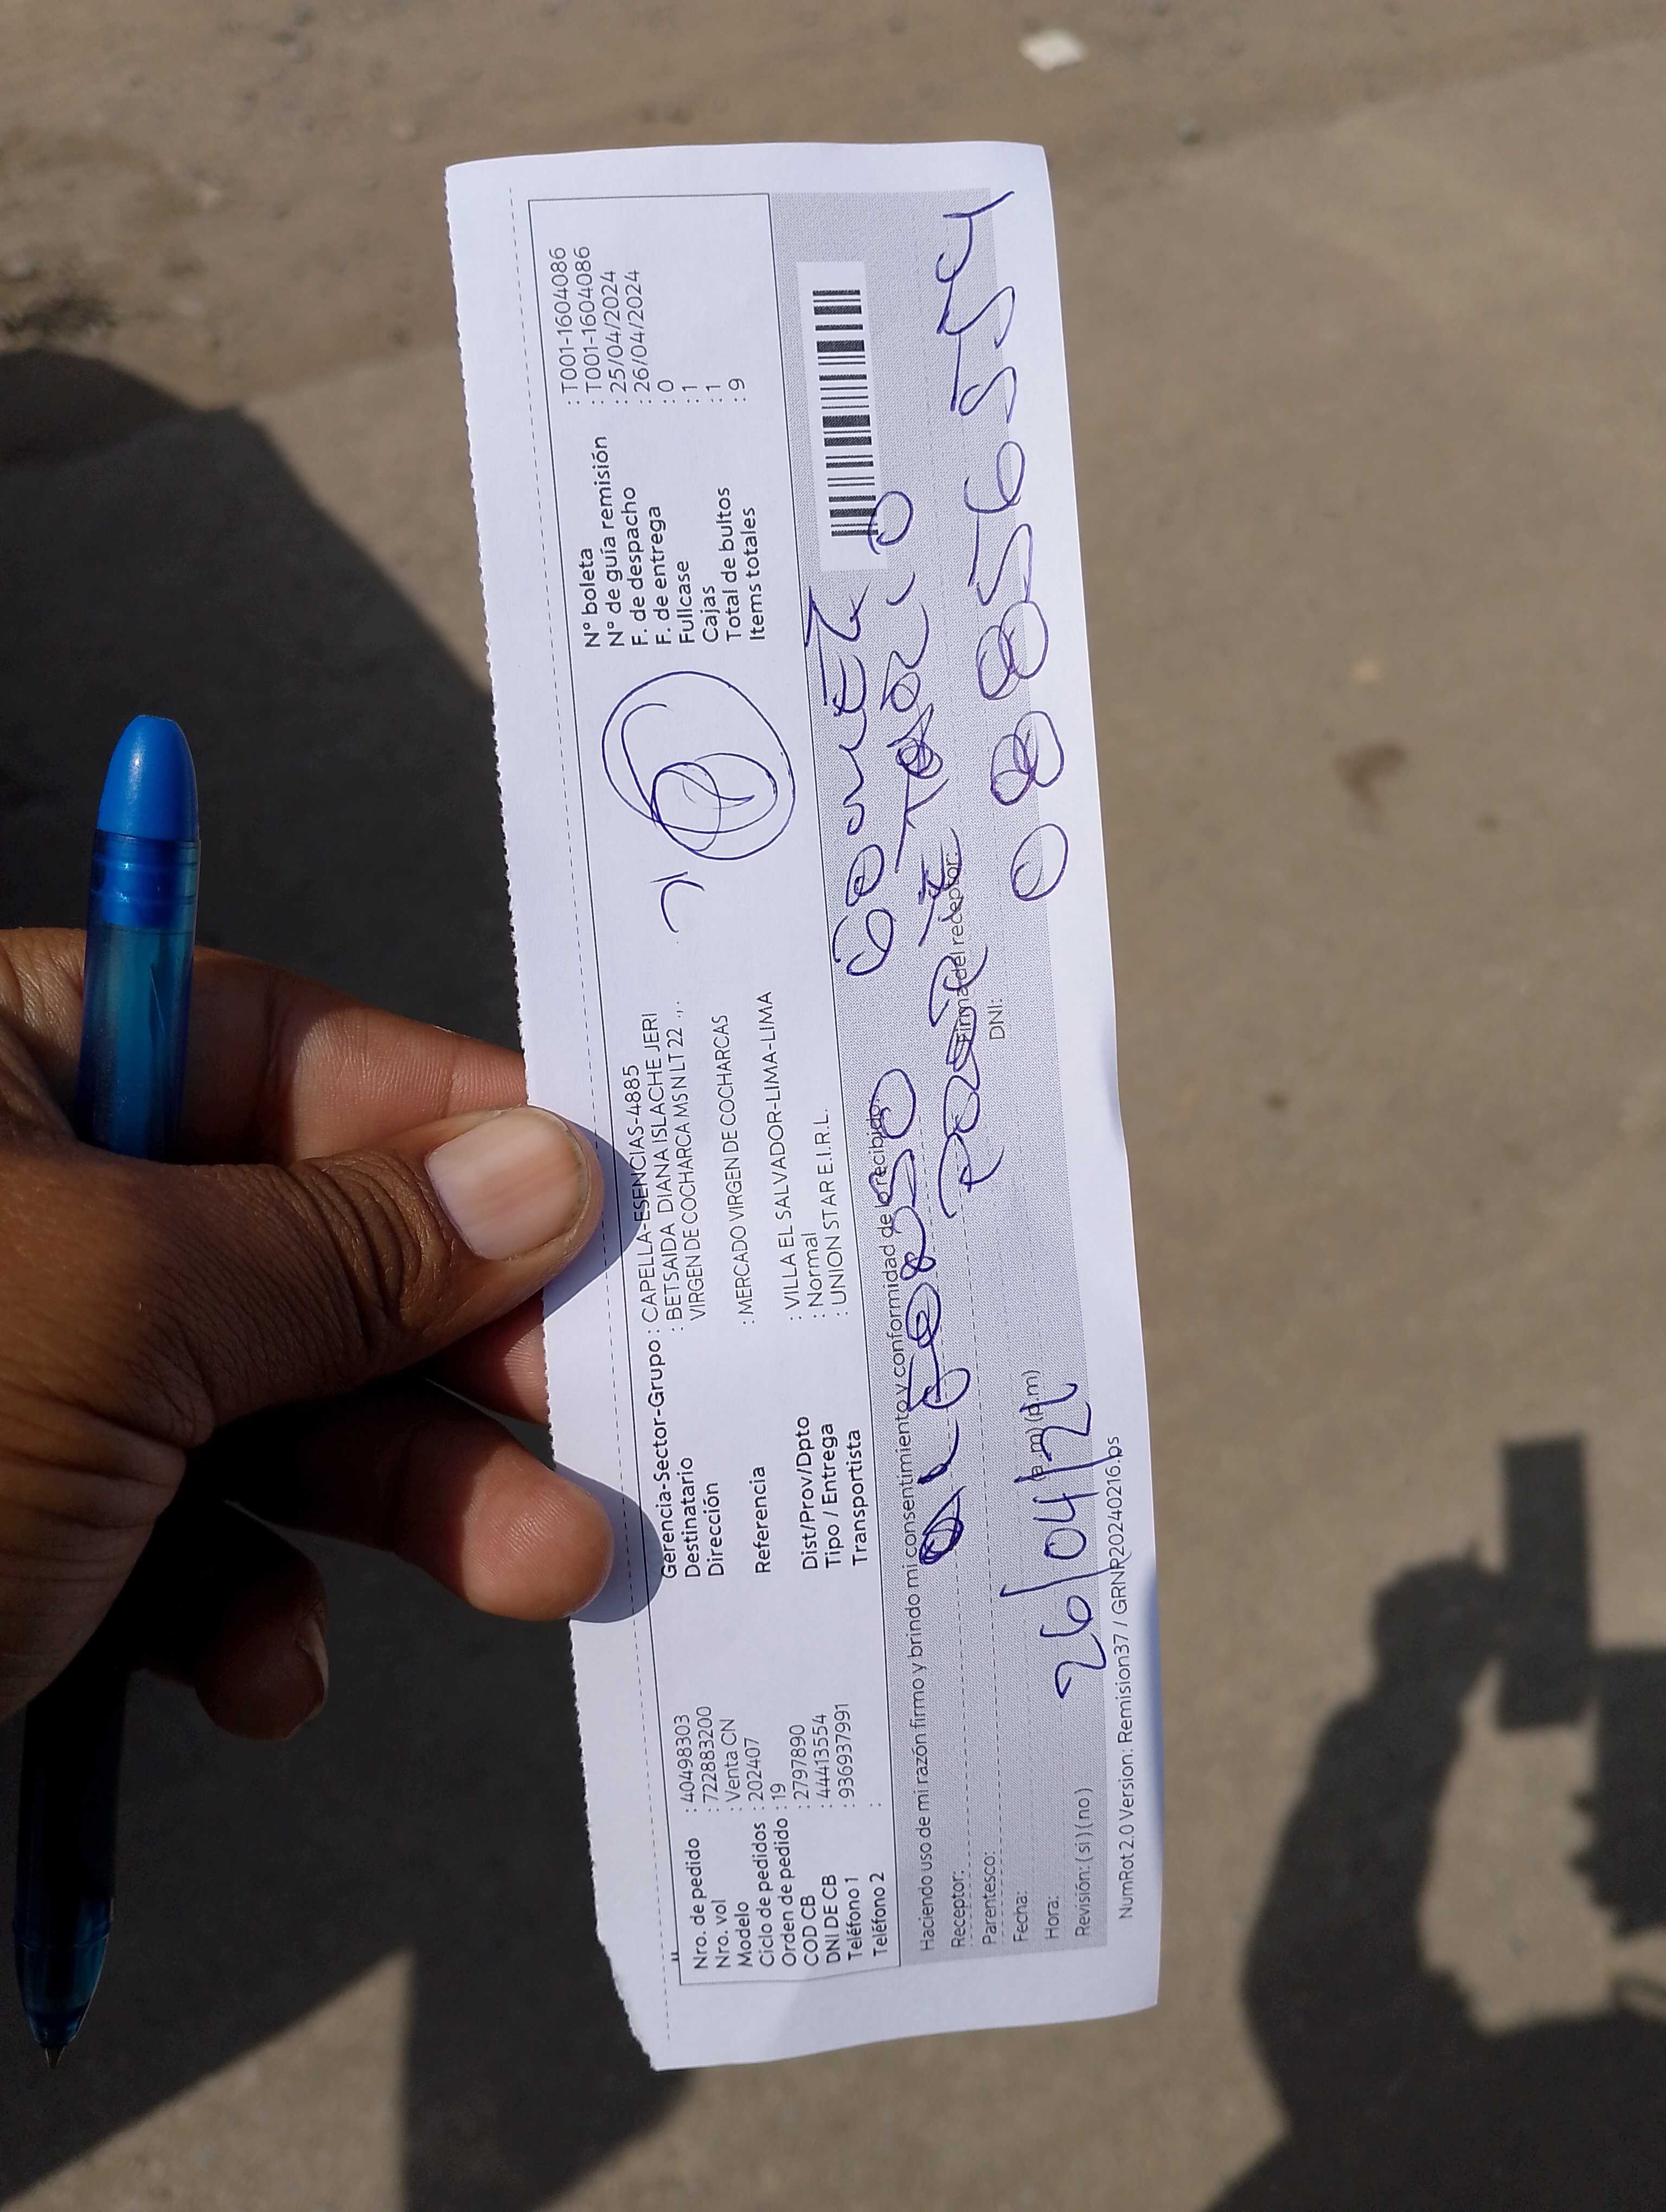 Nro. de pedido : 40498303
Nro. vol : 722883200
Modelo : Venta CN
Ciclo de pedidos : 202407
Orden de pedido : 19
COD CB : 2797890
DNI DE CB : 44413554
Teléfono 1 : 936937991
Teléfono 2 :
Gerencia-Sector-Grupo : CAPELLA-ESENCIAS-4885
Destinatario : BETSAIDA DIANA ISLACHE JERI
Dirección VIRGEN DE COCHARCA MS N LT 22 .,
Referencia : MERCADO VIRGEN DE COCHARCAS
Dist/Prov/Dpto : VILLA EL SALVADOR-LIMA-LIMA
Tipo / Entrega : Normal
Transportista : UNION STAR E.I.R.L.
N° boleta : T001-1604086
N° de guía remisión : T001-1604086
F. de despacho : 25/04/2024
F. de entrega : 26/04/2024
Fullcase : 0
Cajas : 1
Total de bultos : 1
Items totales : 9
Haciendo uso de mi razón firmo y brindo mi consentimiento y conformidad de lo recibido.
Receptor:
Parentesco:
Fecha: 26/04/2
Hora: (a.m) (p.m)
Revisión: ( si ) ( no )
Firma del receptor:
DNI: 08856554
NumRot 2.0 Version: Remision37 / GRNR20240216.bs